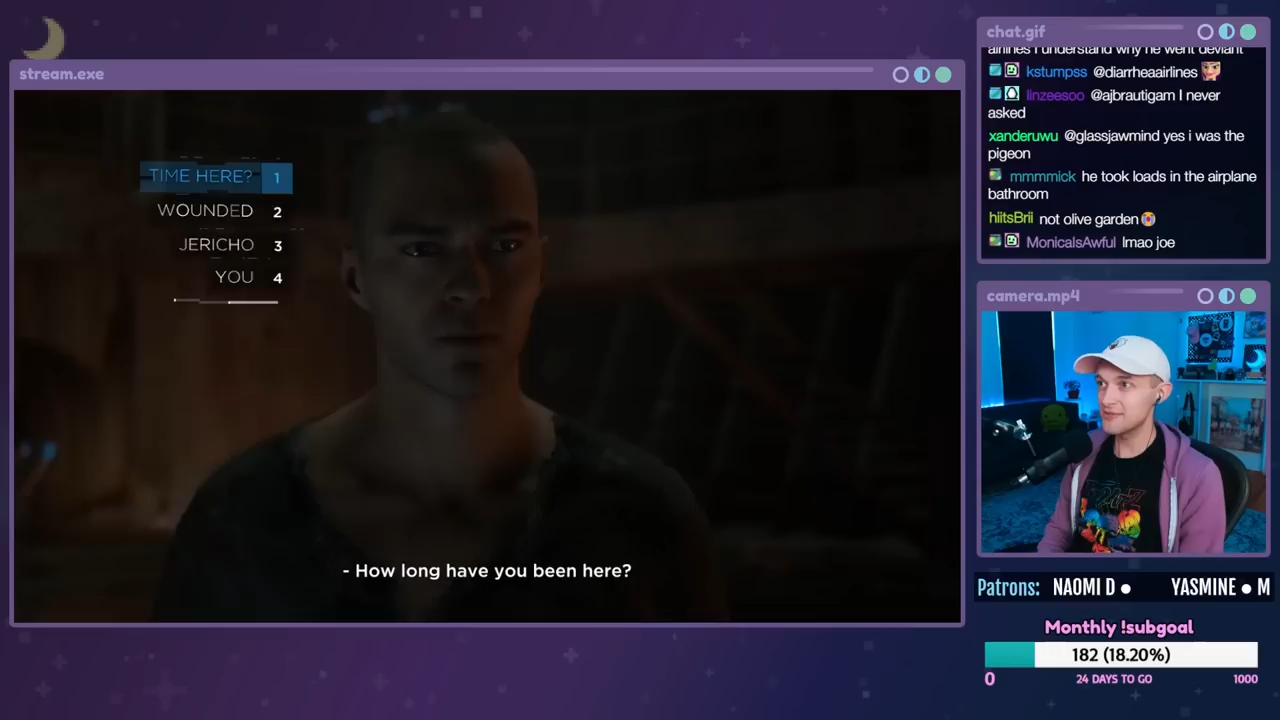 stream.exe
TIME HERE? 1
WOUNDED 2
JERICHO 3
YOU 4
- How long have you been here?
chat.gif
airlines I understand why he went deviant
kstumpss @diarrheaairlines
linzeesoo @ajbrautigam I never
asked
xanderuwu @glassjawmind yes i was the
pigeon
mmmmick he took loads in the airplane
bathroom
hiitsBrii not olive garden😭
MonicaIsAwful lmao joe
camera.mp4
Patrons: NAOMI D ● YASMINE ● M
Monthly !subgoal
182 (18.20%)
0 24 DAYS TO GO 1000